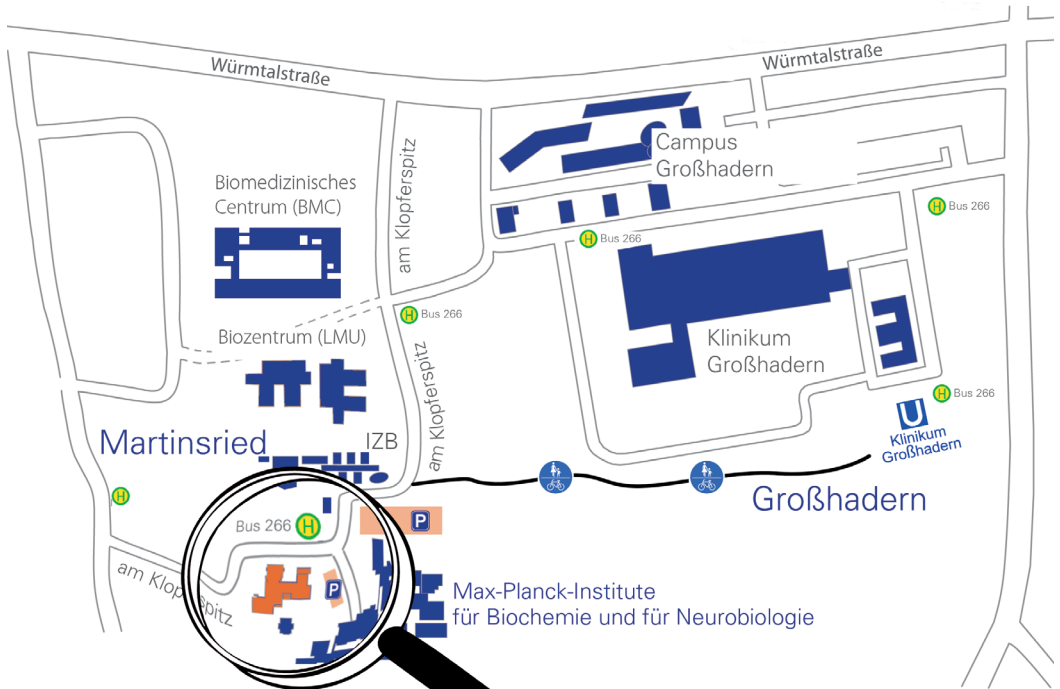 Würmtalstraße
Würmtalstraße
Campus
Großhadern
am Klopferspitz
Biomedizinisches
Centrum (BMC)
H Bus 266
H Bus 266
H Bus 266
Biozentrum (LMU)
Klinikum
Großhadern
am Klopferspitz
H Bus 266
U
Klinikum
Großhadern
Martinsried
IZB
Großhadern
H
Bus 266 H
P
am Klopferspitz
P
Max-Planck-Institute
für Biochemie und für Neurobiologie